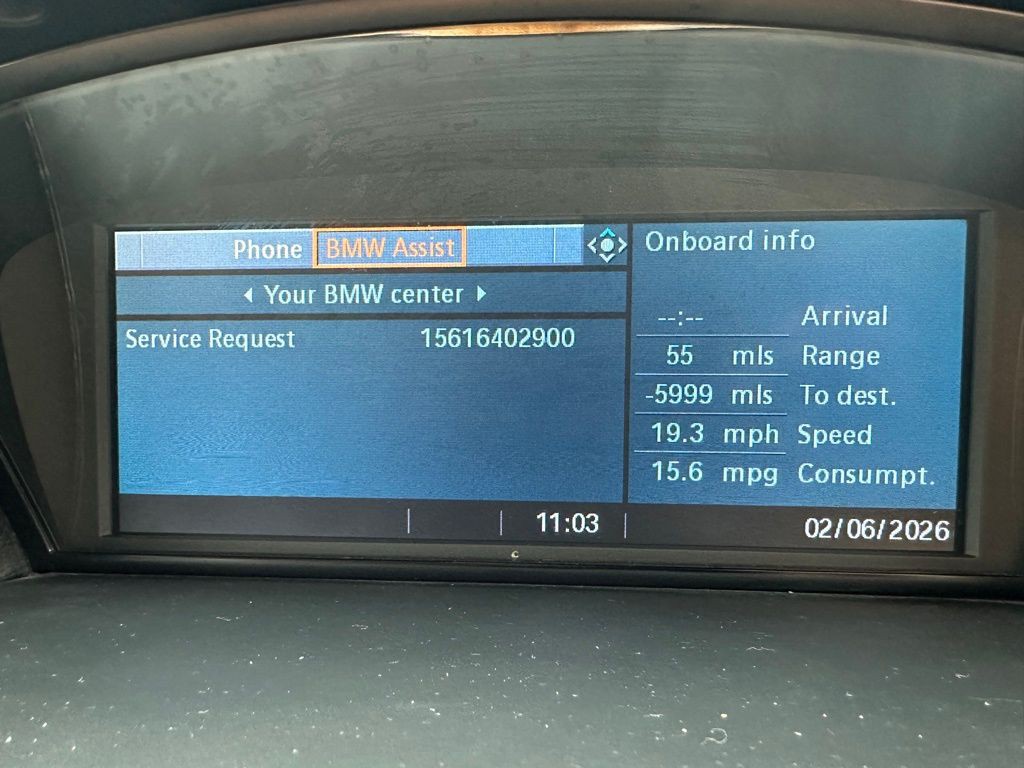 Phone BMW Assist
Your BMW center
Service Request 15616402900
Onboard info
--:-- Arrival
55 mls Range
-5999 mls To dest.
19.3 mph Speed
15.6 mpg Consumpt.
11:03
02/06/2026